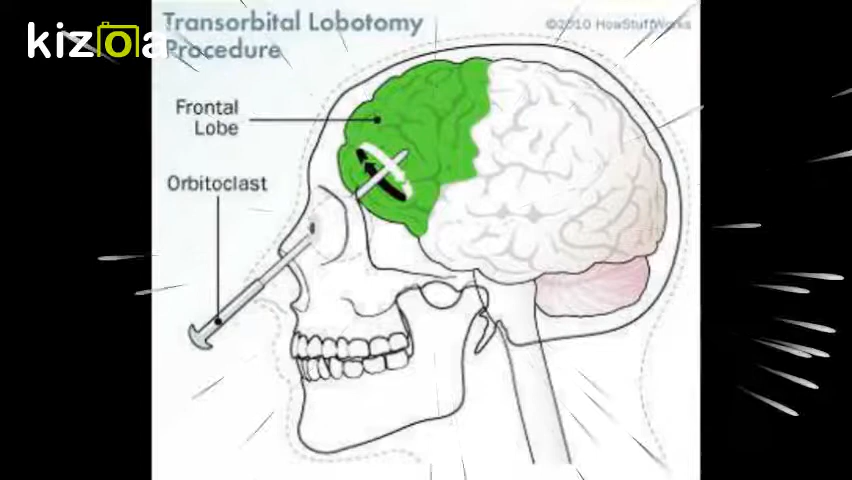 kizoa
Transorbital Lobotomy
Procedure
©2010 HowStuffWorks
Frontal
Lobe
Orbitoclast